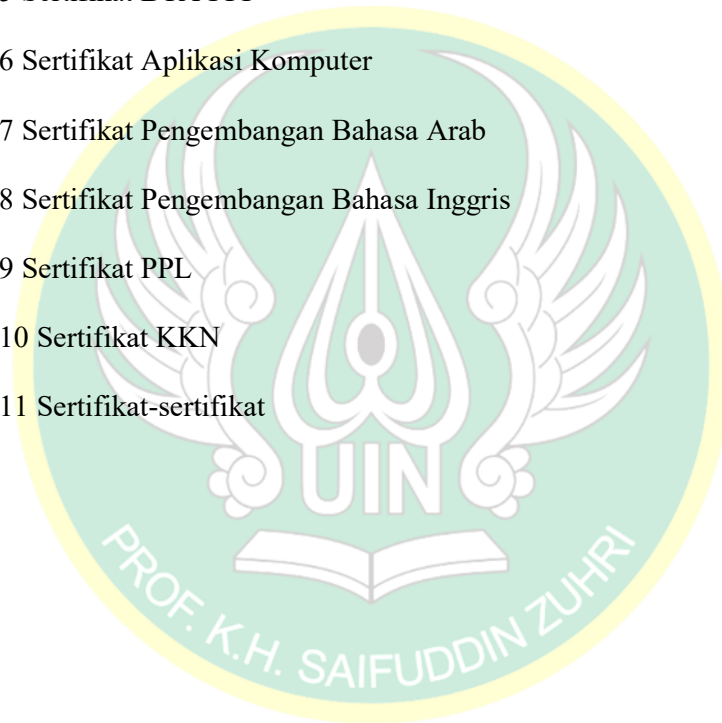 6 Sertifikat Aplikasi Komputer
7 Sertifikat Pengembangan Bahasa Arab
8 Sertifikat Pengembangan Bahasa Inggris
9 Sertifikat PPL
10 Sertifikat KKN
11 Sertifikat-sertifikat
UIN
PROF. K.H. SAIFUDDIN ZUHRI